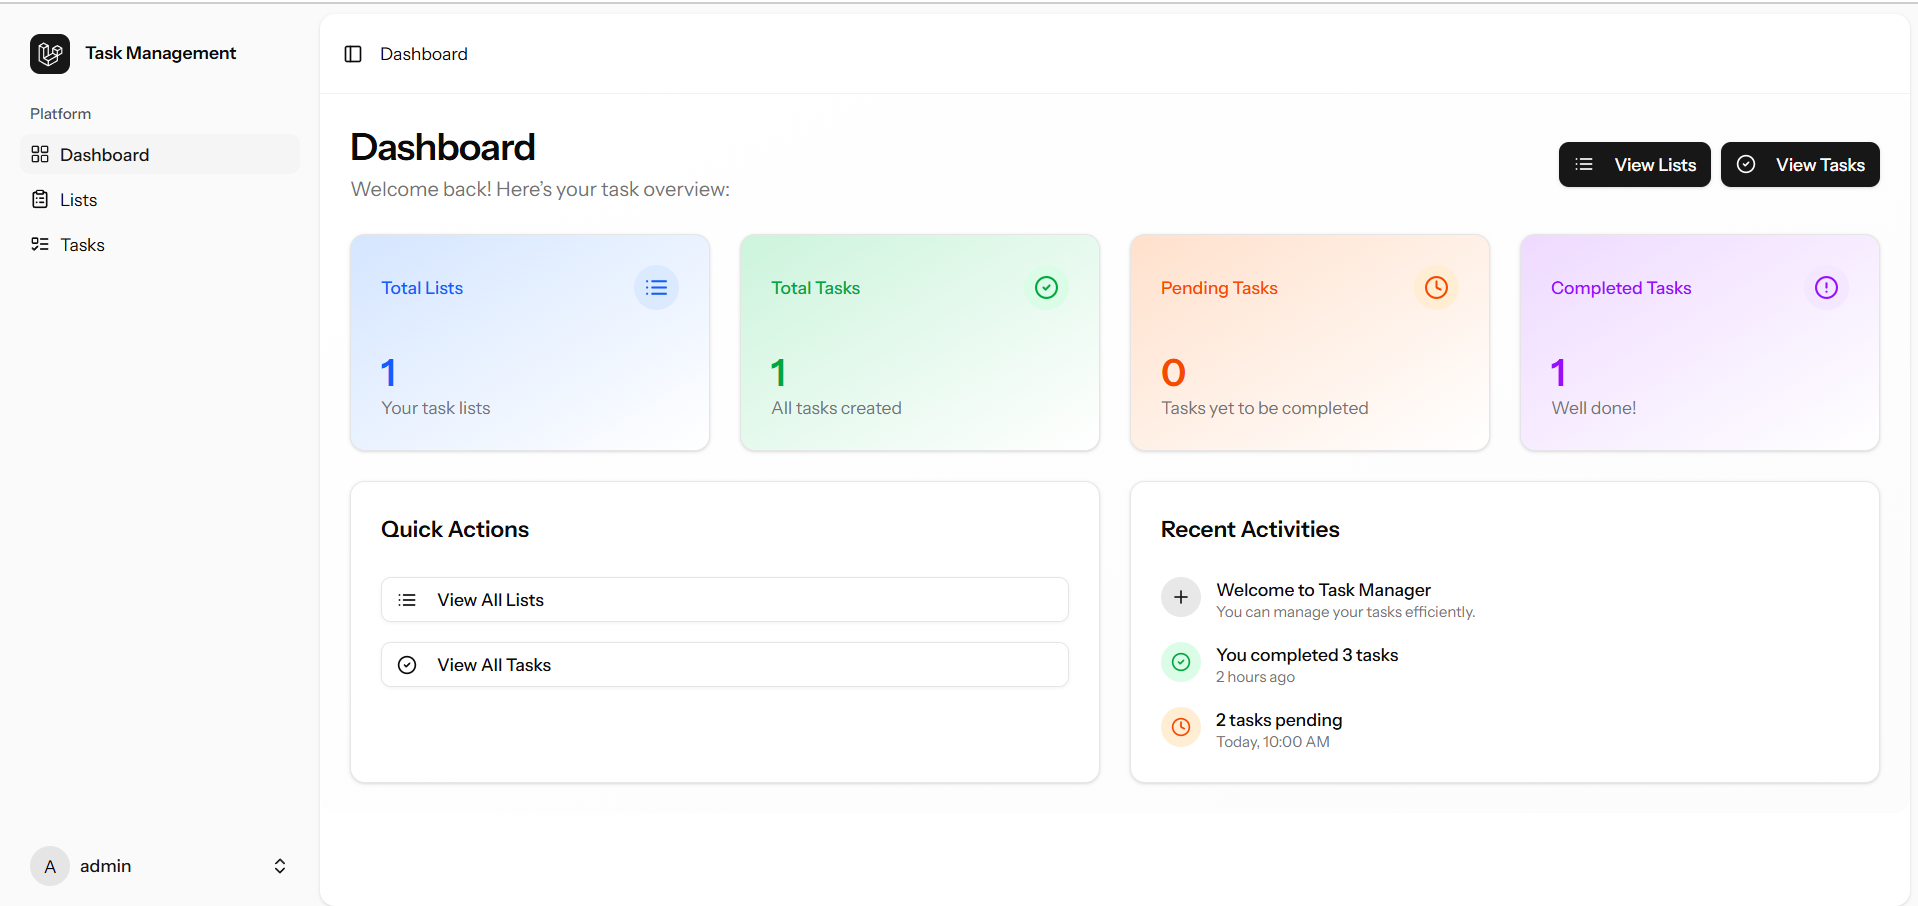 Task Management
Platform
Dashboard
Lists
Tasks
A admin
Dashboard
Dashboard
Welcome back! Here’s your task overview:
View Lists
View Tasks
Total Lists
1
Your task lists
Total Tasks
1
All tasks created
Pending Tasks
0
Tasks yet to be completed
Completed Tasks
1
Well done!
Quick Actions
View All Lists
View All Tasks
Recent Activities
Welcome to Task Manager
You can manage your tasks efficiently.
You completed 3 tasks
2 hours ago
2 tasks pending
Today, 10:00 AM